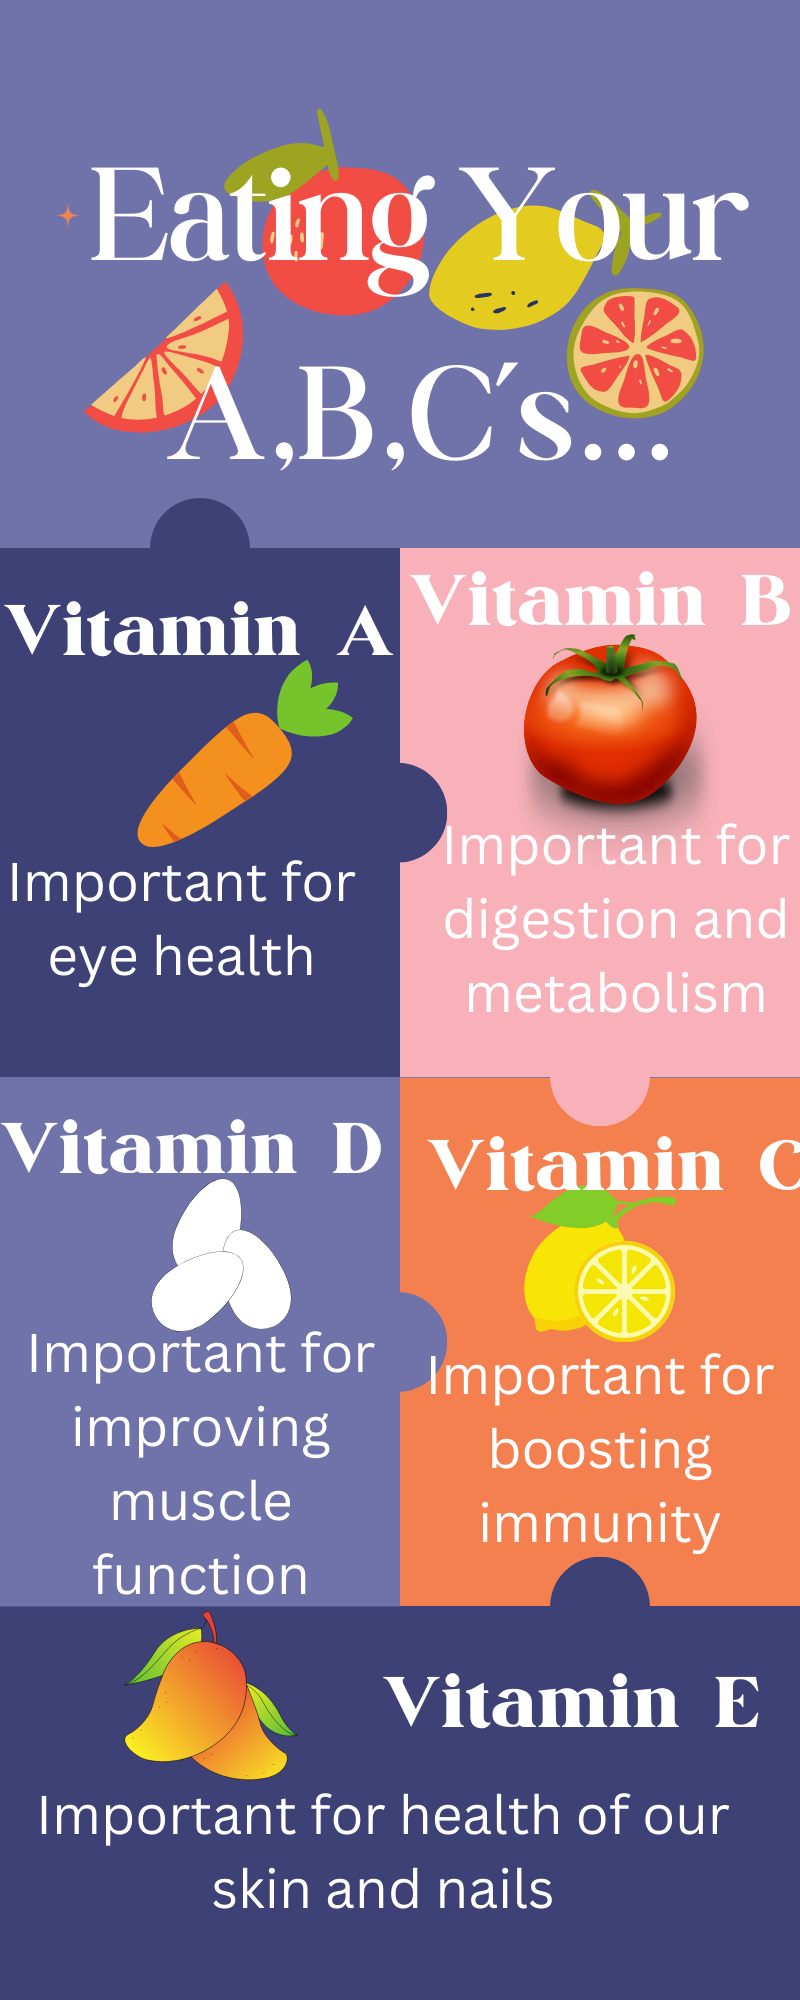 Eating Your
A,B,C's...
Vitamin A
Important for
eye health
Vitamin B
Important for
digestion and
metabolism
Vitamin D
Important for
improving
muscle
function
Vitamin C
Important for
boosting
immunity
Vitamin E
Important for health of our
skin and nails